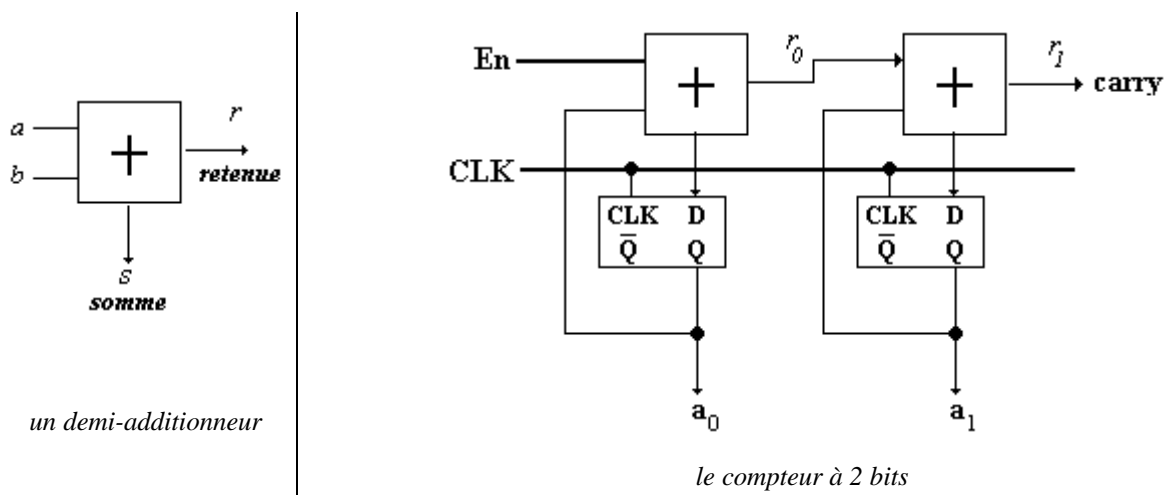 a
b
+
r
retenue
s
somme
un demi-additionneur
En
+
r0
+
r1
carry
CLK
CLK D
Q̅ Q
CLK D
Q̅ Q
a0
a1
le compteur à 2 bits